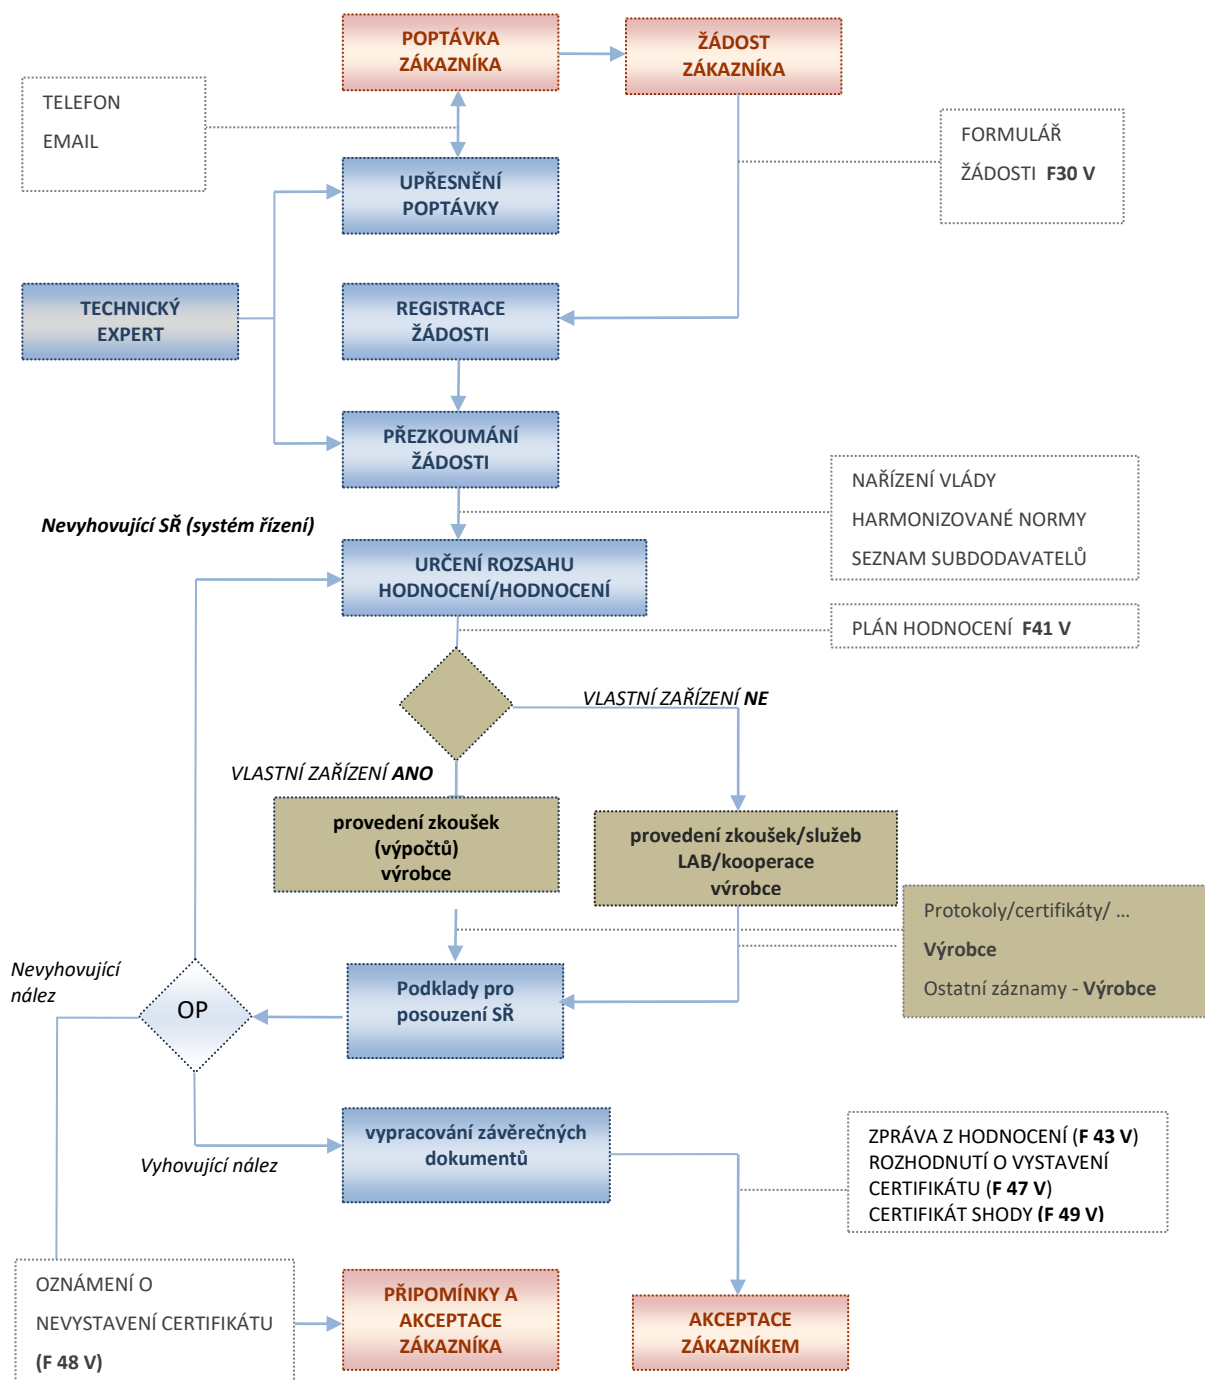 POPTÁVKA
ZÁKAZNÍKA
ŽÁDOST
ZÁKAZNÍKA
TELEFON
EMAIL
FORMULÁŘ
ŽÁDOSTI F30 V
UPŘESNĚNÍ
POPTÁVKY
TECHNICKÝ
EXPERT
REGISTRACE
ŽÁDOSTI
PŘEZKOUMÁNÍ
ŽÁDOSTI
NAŘÍZENÍ VLÁDY
HARMONIZOVANÉ NORMY
SEZNAM SUBDODAVATELŮ
Nevyhovující SŘ (systém řízení)
URČENÍ ROZSAHU
HODNOCENÍ/HODNOCENÍ
PLÁN HODNOCENÍ F41 V
VLASTNÍ ZAŘÍZENÍ NE
VLASTNÍ ZAŘÍZENÍ ANO
provedení zkoušek
(výpočtů)
výrobce
provedení zkoušek/služeb
LAB/kooperace
výrobce
Protokoly/certifikáty/ ...
Výrobce
Ostatní záznamy - Výrobce
Nevyhovující
nález
OP
Podklady pro
posouzení SŘ
vypracování závěrečných
dokumentů
Vyhovující nález
ZPRÁVA Z HODNOCENÍ (F 43 V)
ROZHODNUTÍ O VYSTAVENÍ
CERTIFIKÁTU (F 47 V)
CERTIFIKÁT SHODY (F 49 V)
OZNÁMENÍ O
NEVYSTAVENÍ CERTIFIKÁTU
(F 48 V)
PŘIPOMÍNKY A
AKCEPTACE
ZÁKAZNÍKA
AKCEPTACE
ZÁKAZNÍKEM